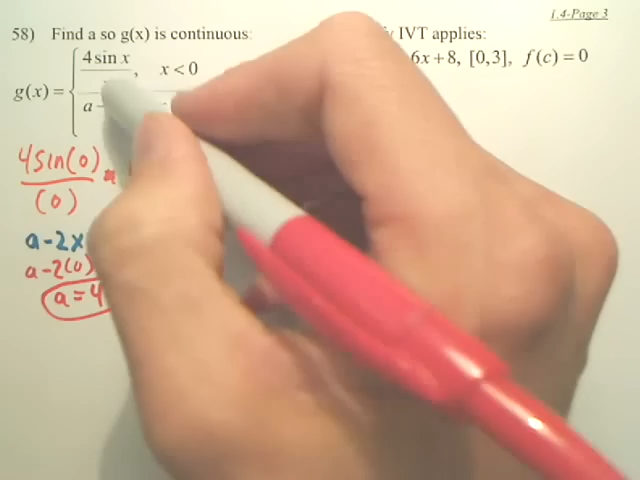 1.4-Page 3
58) Find a so g(x) is continuous: IVT applies:
g(x) = { 4 sin x, x < 0
6x + 8, [0,3], f(c) = 0
a -
4sin(0) =
(0)
a-2x
a-2(0)
a=4